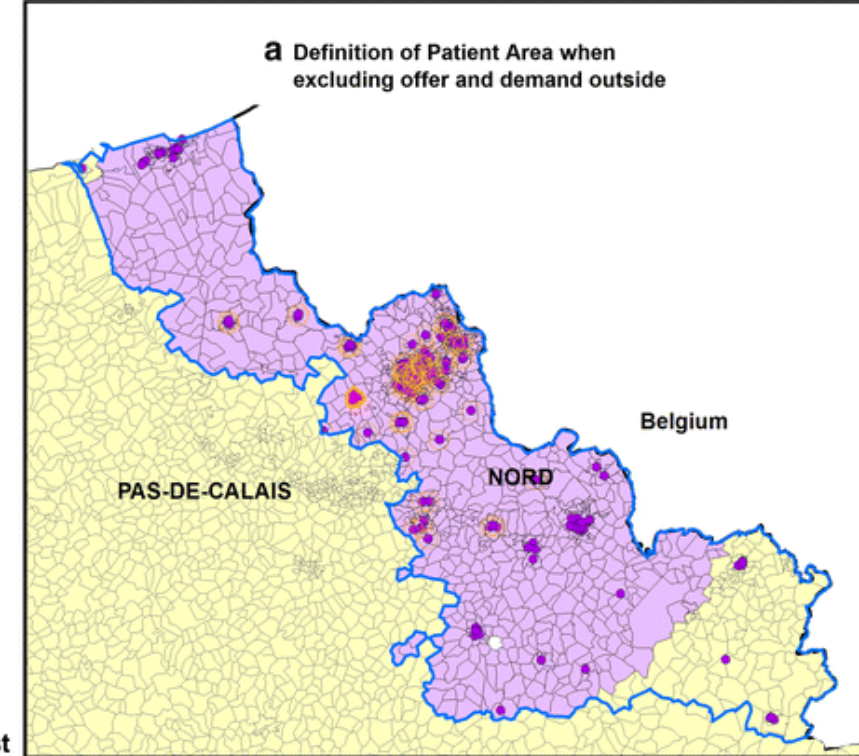 a Definition of Patient Area when
excluding offer and demand outside
Belgium
NORD
PAS-DE-CALAIS